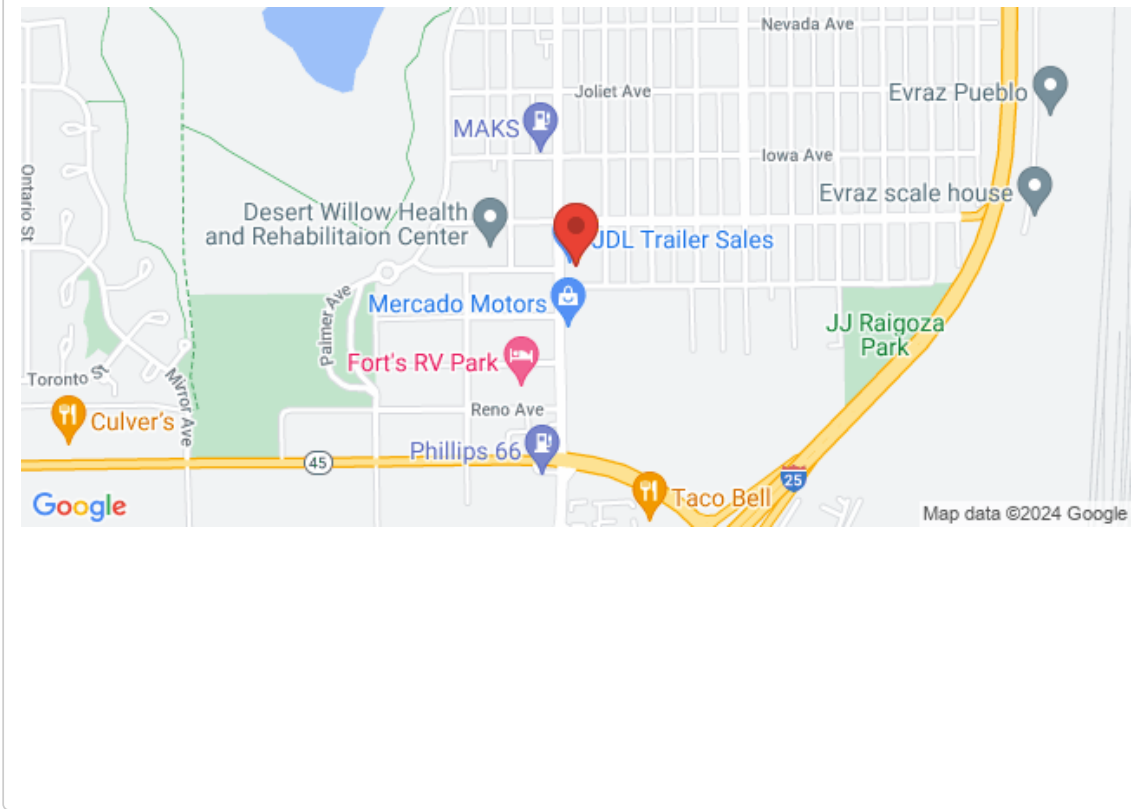 Nevada Ave
Joliet Ave
Evraz Pueblo
MAKS
Iowa Ave
Ontario St
Evraz scale house
Desert Willow Health
and Rehabilitaion Center
JDL Trailer Sales
Palmer Ave
Mercado Motors
JJ Raigoza
Park
Fort's RV Park
Toronto St
Mirror Ave
Reno Ave
Culver's
Phillips 66
45
25
Taco Bell
Google
Map data ©2024 Google